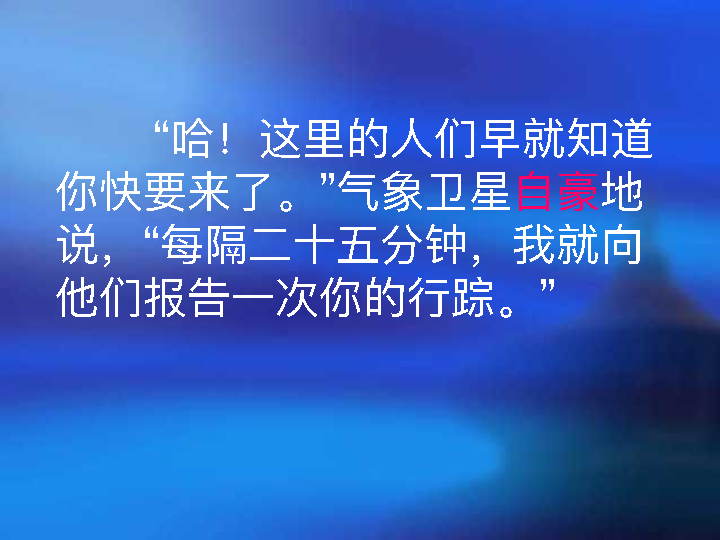 “哈！这里的人们早就知道
你快要来了。”气象卫星自豪地
说，“每隔二十五分钟，我就向
他们报告一次你的行踪。”